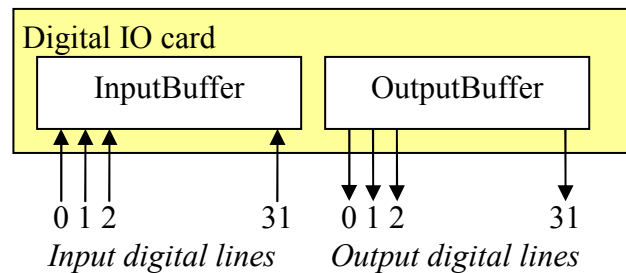 Digital IO card
InputBuffer OutputBuffer
0 1 2 31 0 1 2 31
Input digital lines Output digital lines